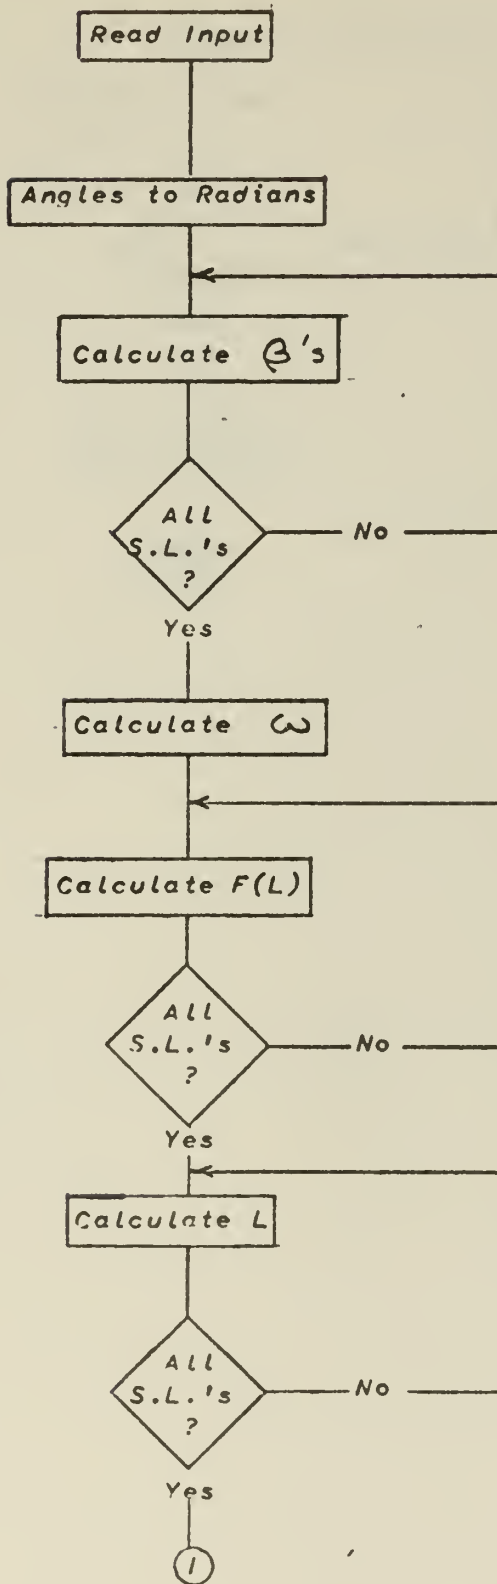 Read Input
Angles to Radians
Calculate β's
All
S.L.'s
?
No
Yes
Calculate ω
Calculate F(L)
All
S.L.'s
?
No
Yes
Calculate L
All
S.L.'s
?
No
Yes
1